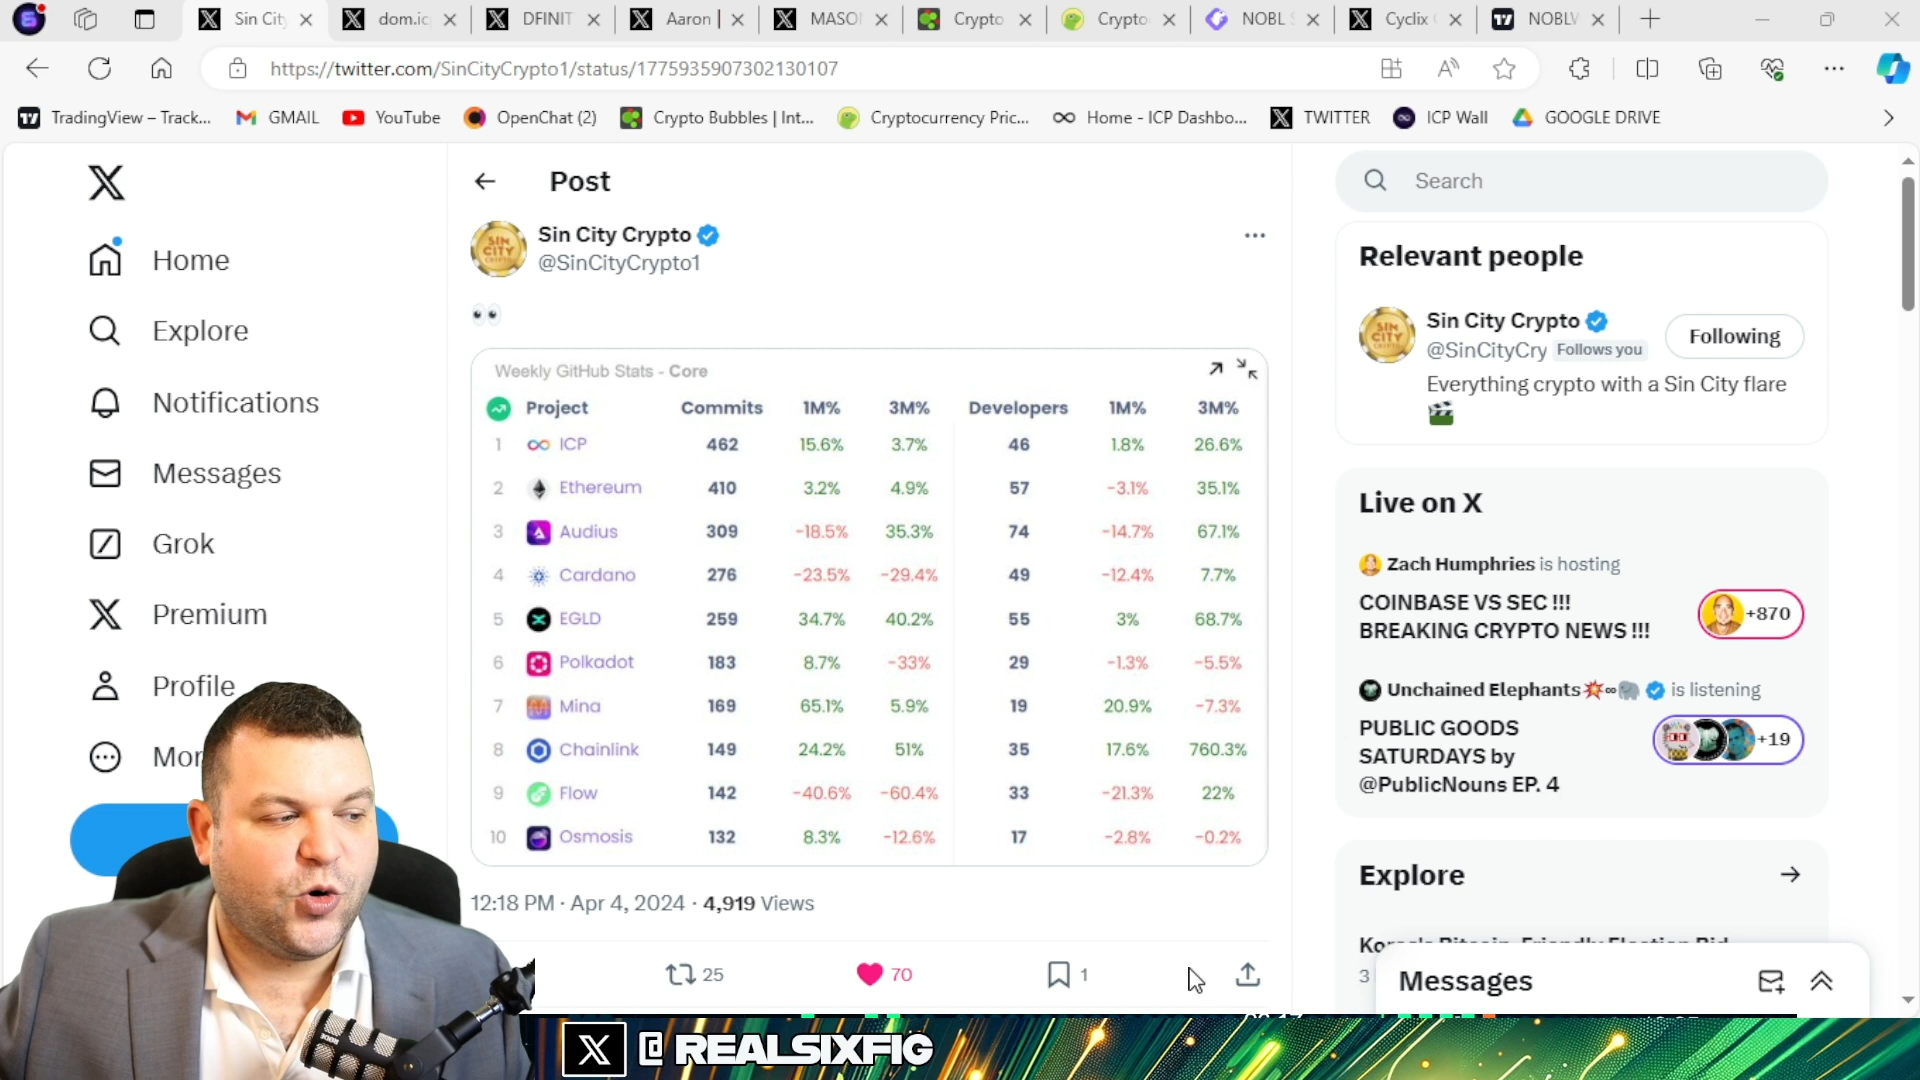 Sin City
dom.ic
DFINIT
Aaron |
MASO
Crypto
Crypto
NOBL
Cyclix
NOBLV
https://twitter.com/SinCityCrypto1/status/1775935907302130107
TradingView – Track...
GMAIL
YouTube
OpenChat (2)
Crypto Bubbles | Int...
Cryptocurrency Pric...
Home - ICP Dashbo...
TWITTER
ICP Wall
GOOGLE DRIVE
Home
Explore
Notifications
Messages
Grok
Premium
Profile
Mor
Post
Sin City Crypto
@SinCityCrypto1
Weekly GitHub Stats - Core
Project Commits 1M% 3M% Developers 1M% 3M%
1 ICP 462 15.6% 3.7% 46 1.8% 26.6%
2 Ethereum 410 3.2% 4.9% 57 -3.1% 35.1%
3 Audius 309 -18.5% 35.3% 74 -14.7% 67.1%
4 Cardano 276 -23.5% -29.4% 49 -12.4% 7.7%
5 EGLD 259 34.7% 40.2% 55 3% 68.7%
6 Polkadot 183 8.7% -33% 29 -1.3% -5.5%
7 Mina 169 65.1% 5.9% 19 20.9% -7.3%
8 Chainlink 149 24.2% 51% 35 17.6% 760.3%
9 Flow 142 -40.6% -60.4% 33 -21.3% 22%
10 Osmosis 132 8.3% -12.6% 17 -2.8% -0.2%
12:18 PM · Apr 4, 2024 · 4,919 Views
25 70 1
Search
Relevant people
Sin City Crypto
@SinCityCry Follows you
Following
Everything crypto with a Sin City flare
Live on X
Zach Humphries is hosting
COINBASE VS SEC !!!
BREAKING CRYPTO NEWS !!!
+870
Unchained Elephants is listening
PUBLIC GOODS
SATURDAYS by
@PublicNouns EP. 4
+19
Explore
Korea's Bitcoin-Friendly Election Bid
3
Messages
X @ REALSIXFIG